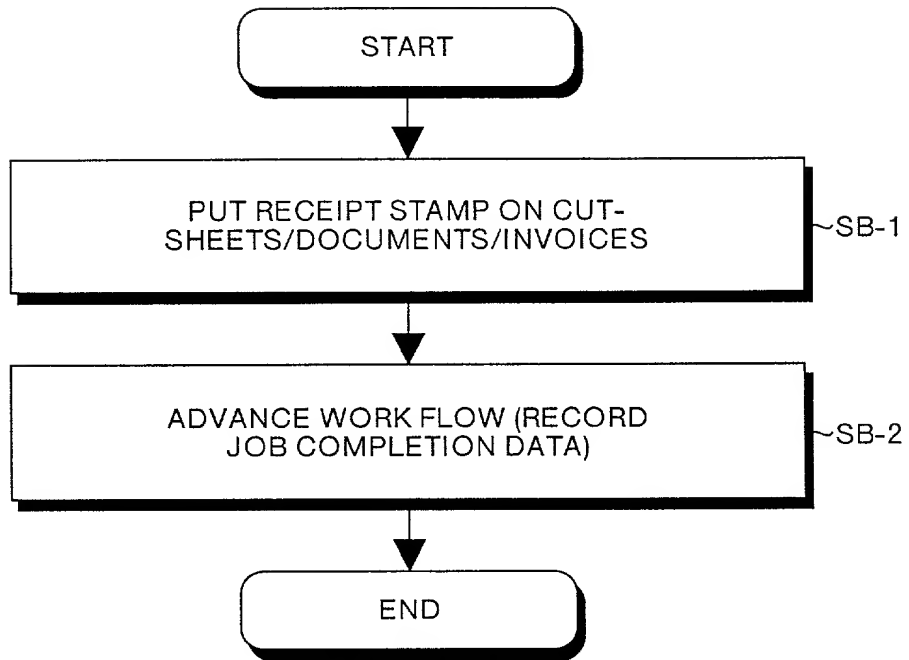 START
PUT RECEIPT STAMP ON CUT-
SHEETS/DOCUMENTS/INVOICES
~SB-1
ADVANCE WORK FLOW (RECORD
JOB COMPLETION DATA)
~SB-2
END